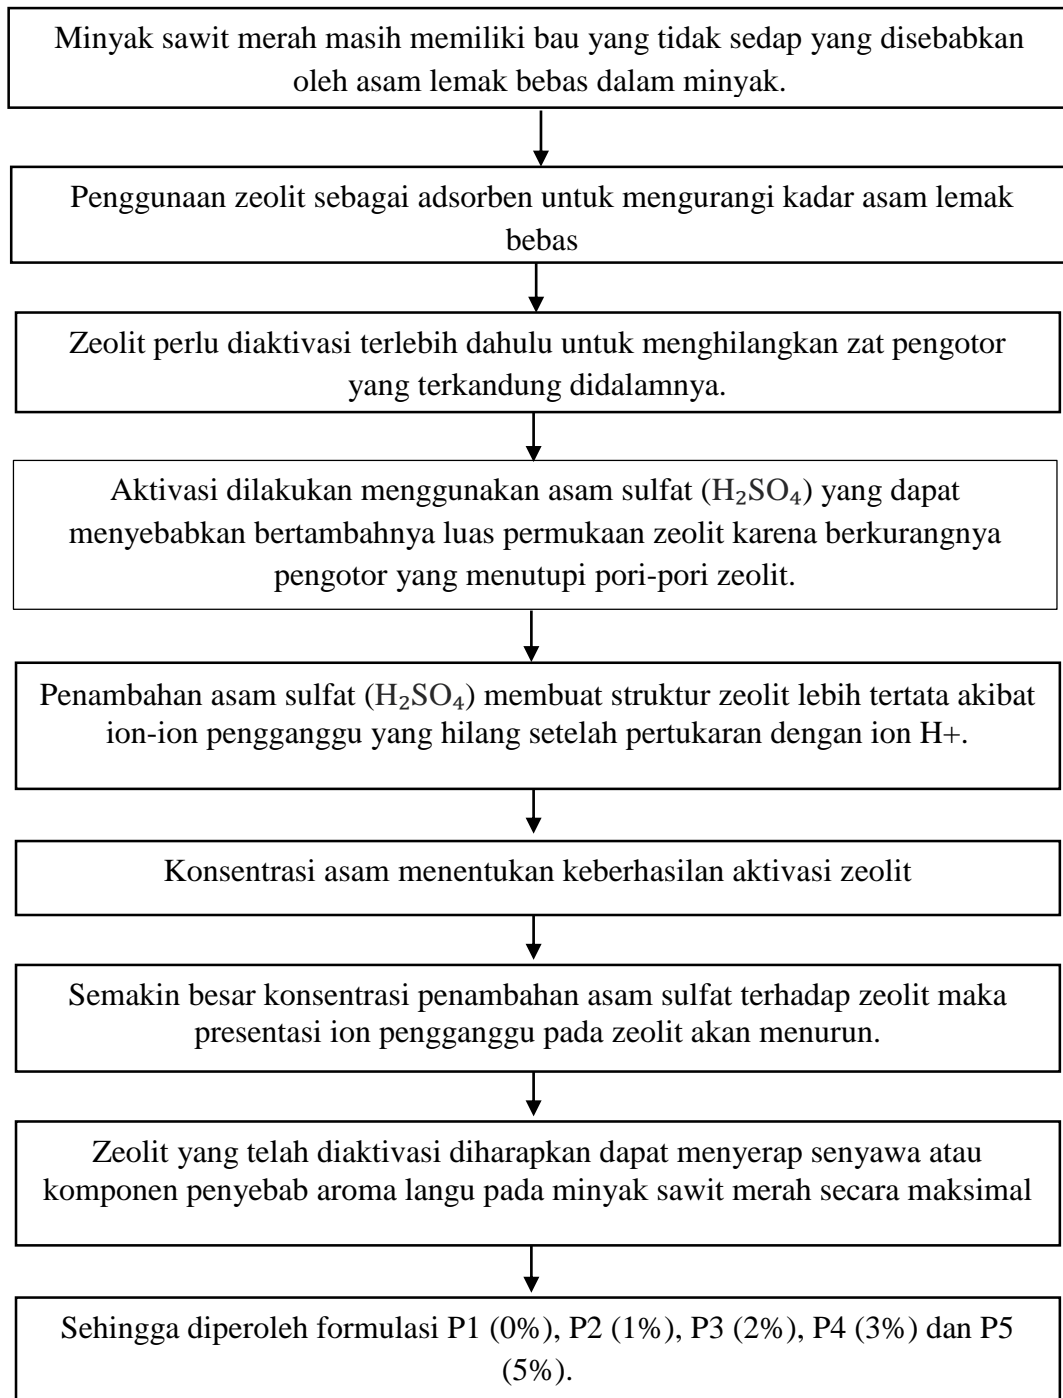 Minyak sawit merah masih memiliki bau yang tidak sedap yang disebabkan
oleh asam lemak bebas dalam minyak.
Penggunaan zeolit sebagai adsorben untuk mengurangi kadar asam lemak
bebas
Zeolit perlu diaktivasi terlebih dahulu untuk menghilangkan zat pengotor
yang terkandung didalamnya.
Aktivasi dilakukan menggunakan asam sulfat (H₂SO₄) yang dapat
menyebabkan bertambahnya luas permukaan zeolit karena berkurangnya
pengotor yang menutupi pori-pori zeolit.
Penambahan asam sulfat (H₂SO₄) membuat struktur zeolit lebih tertata akibat
ion-ion pengganggu yang hilang setelah pertukaran dengan ion H+.
Konsentrasi asam menentukan keberhasilan aktivasi zeolit
Semakin besar konsentrasi penambahan asam sulfat terhadap zeolit maka
presentasi ion pengganggu pada zeolit akan menurun.
Zeolit yang telah diaktivasi diharapkan dapat menyerap senyawa atau
komponen penyebab aroma langu pada minyak sawit merah secara maksimal
Sehingga diperoleh formulasi P1 (0%), P2 (1%), P3 (2%), P4 (3%) dan P5
(5%).